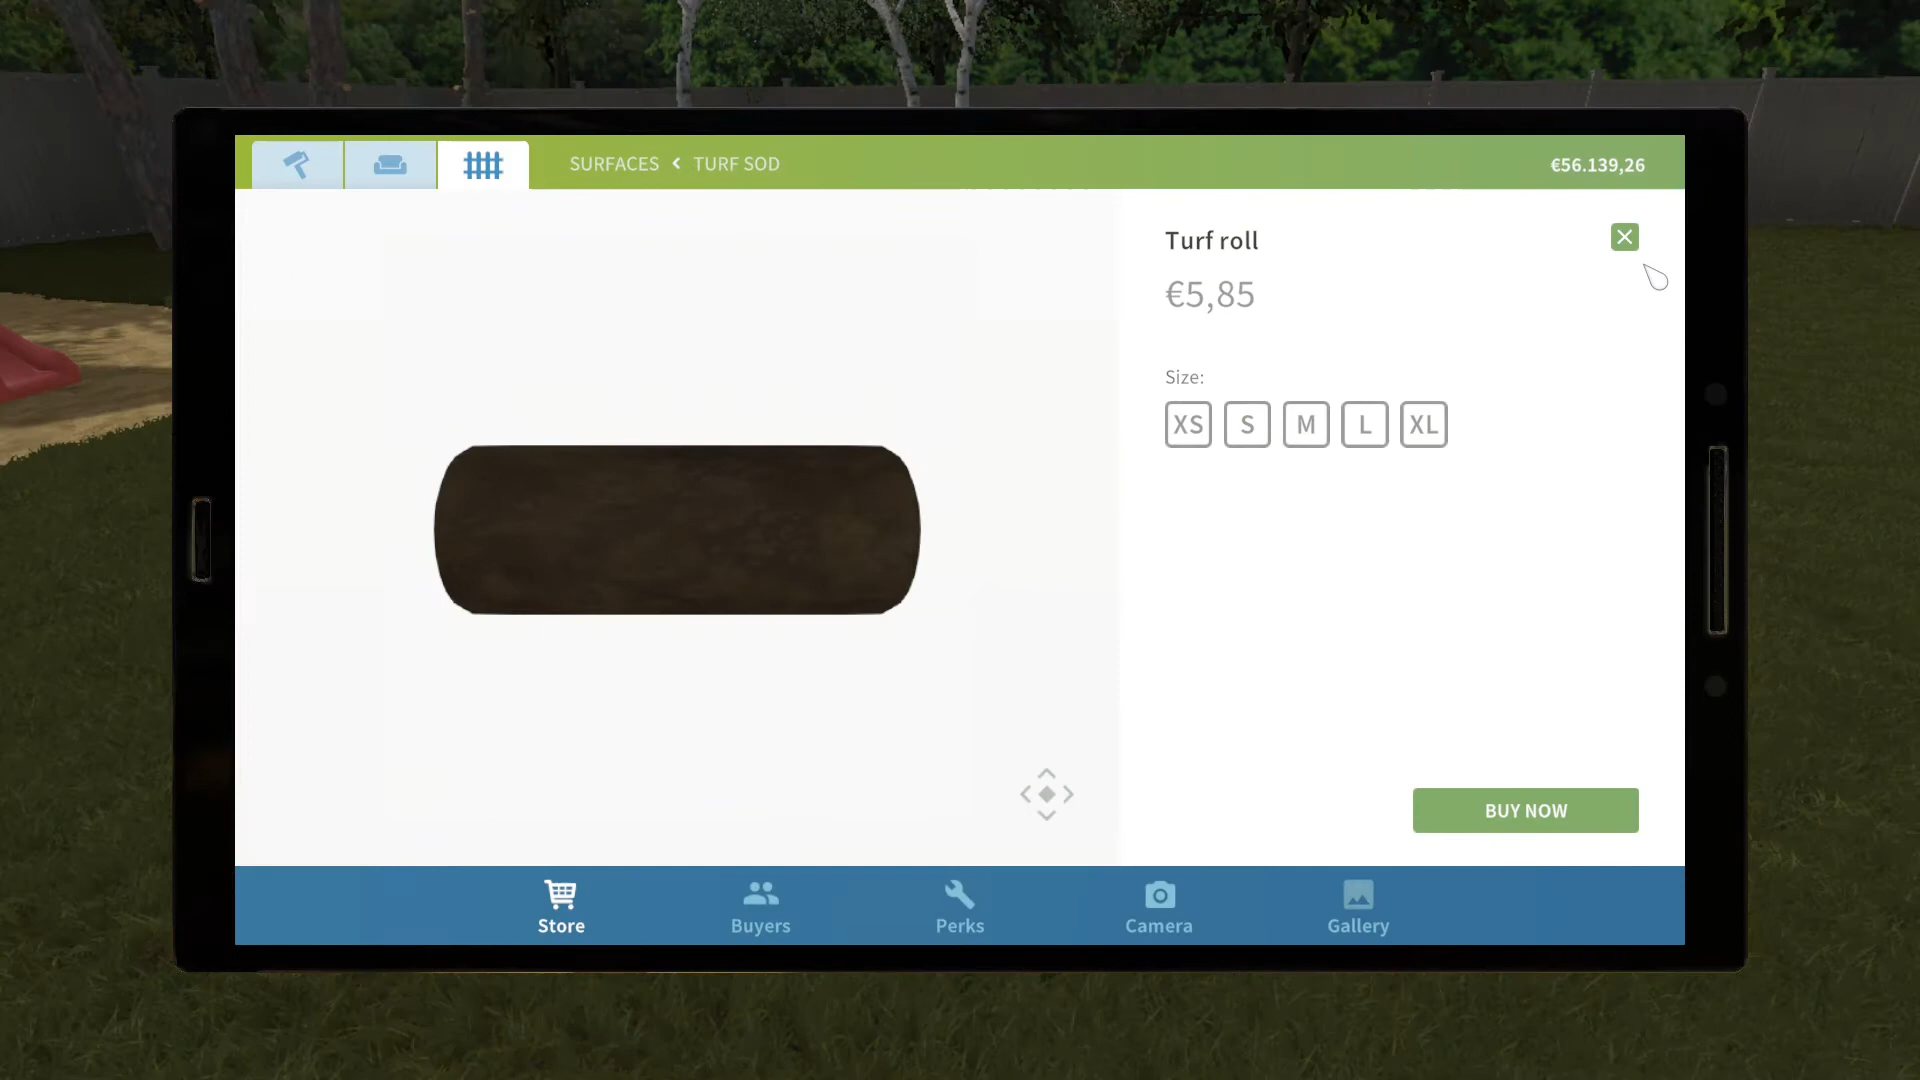 SURFACES < TURF SOD
€56.139,26
Turf roll
€5,85
Size:
XS S M L XL
BUY NOW
Store Buyers Perks Camera Gallery